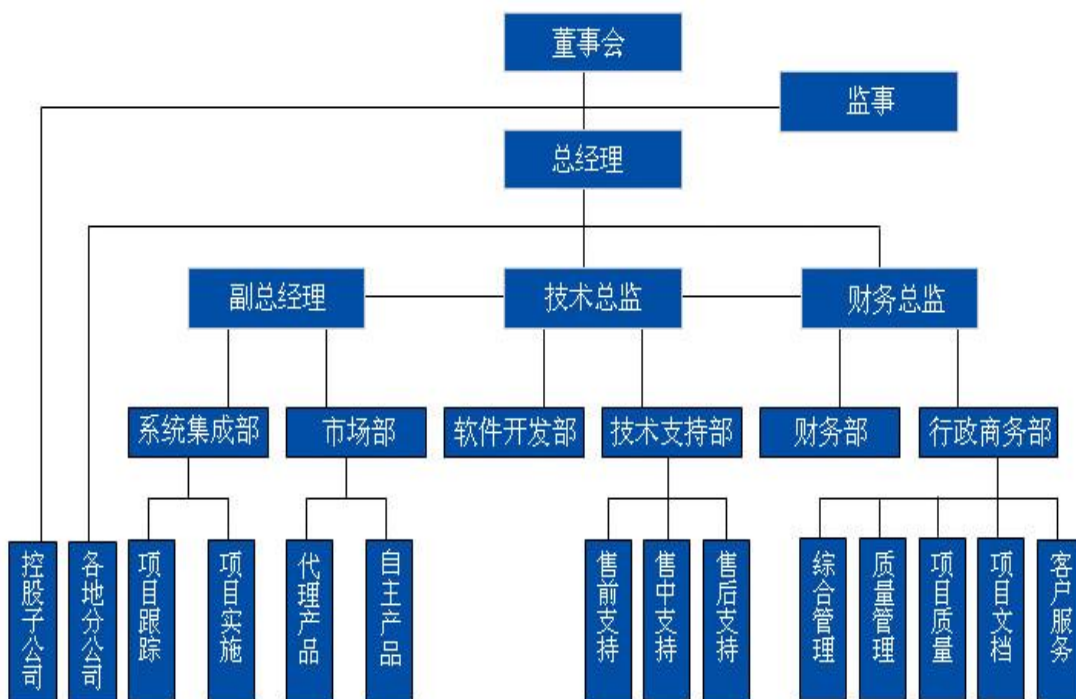 董事会
监事
总经理
副总经理
技术总监
财务总监
系统集成部
市场部
软件开发部
技术支持部
财务部
行政商务部
控股子公司
各地分公司
项目跟踪
项目实施
代理产品
自主产品
售前支持
售中支持
售后支持
综合管理
质量管理
项目质量
项目文档
客户服务